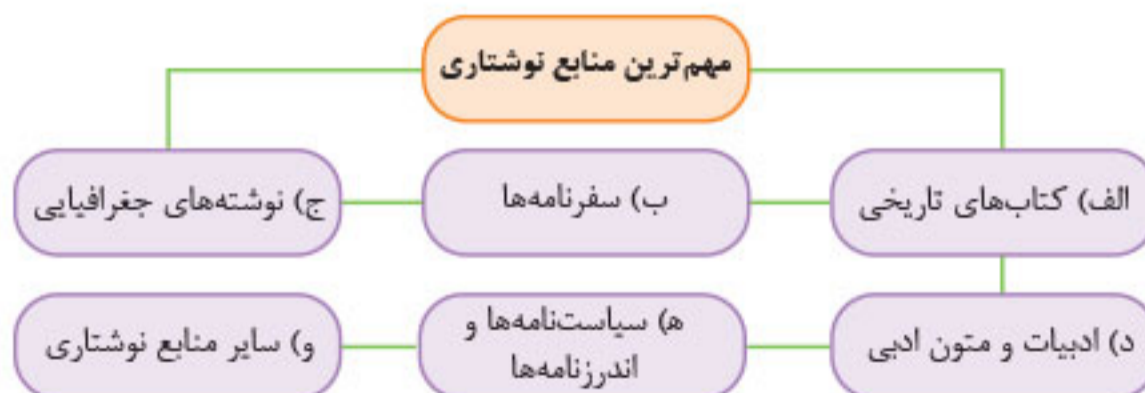 مهم‌ترین منابع نوشتاری
الف) کتاب‌های تاریخی
ب) سفرنامه‌ها
ج) نوشته‌های جغرافیایی
د) ادبیات و متون ادبی
ه) سیاست‌نامه‌ها و
اندرزنامه‌ها
و) سایر منابع نوشتاری